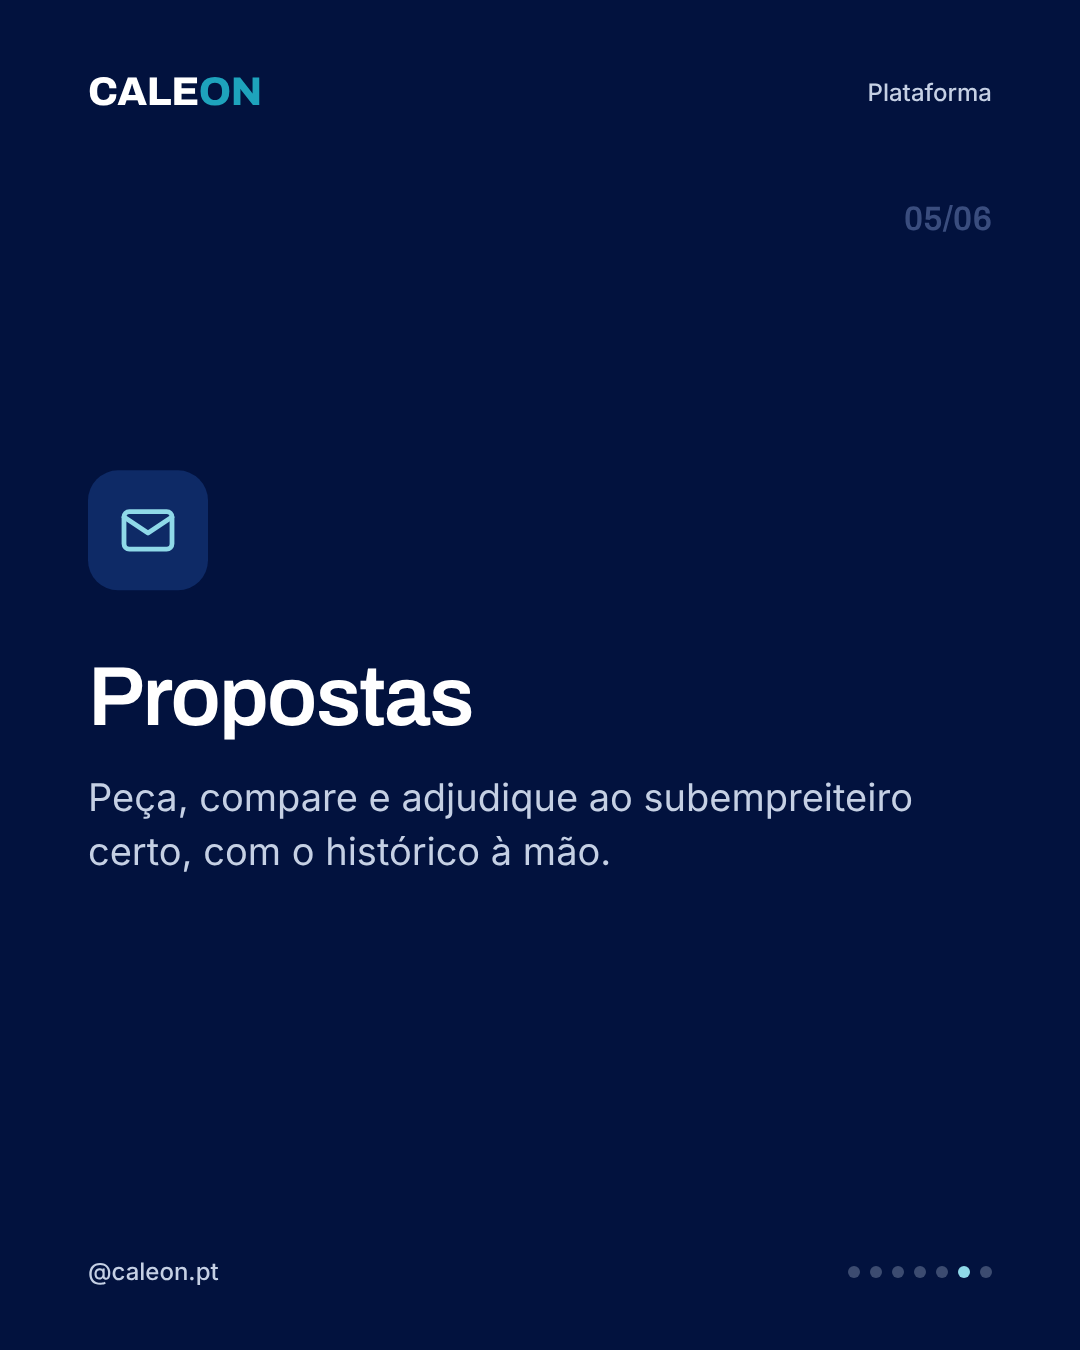 CALEON
Plataforma
05/06
Propostas
Peça, compare e adjudique ao subempreiteiro
certo, com o histórico à mão.
@caleon.pt